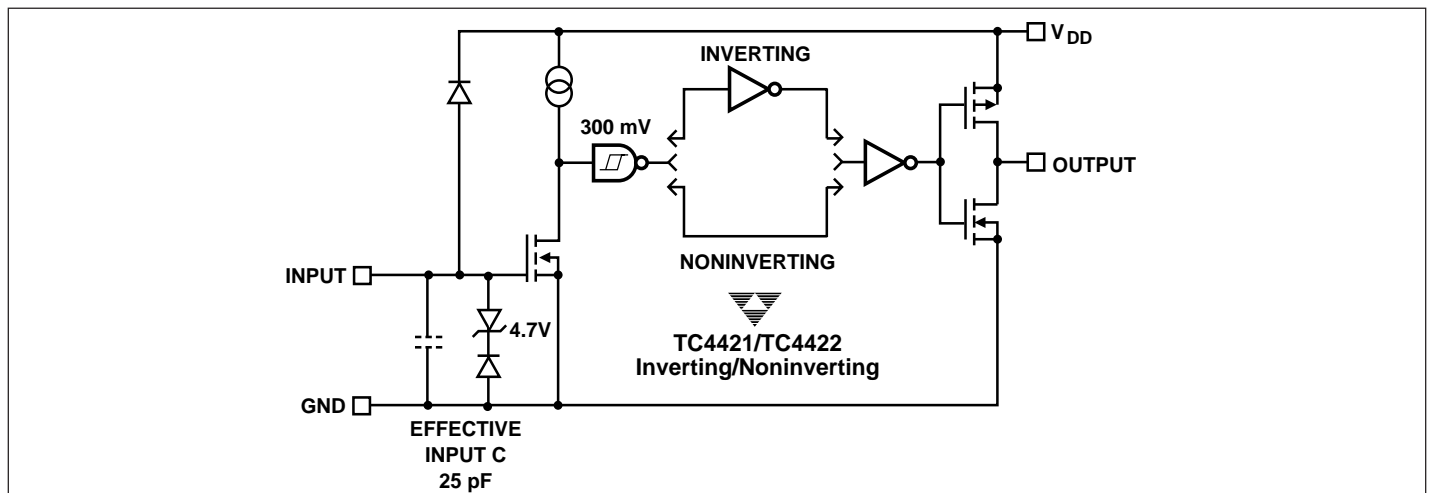 V DD
INVERTING
300 mV
OUTPUT
INPUT
NONINVERTING
4.7V
TC4421/TC4422
Inverting/Noninverting
GND
EFFECTIVE
INPUT C
25 pF